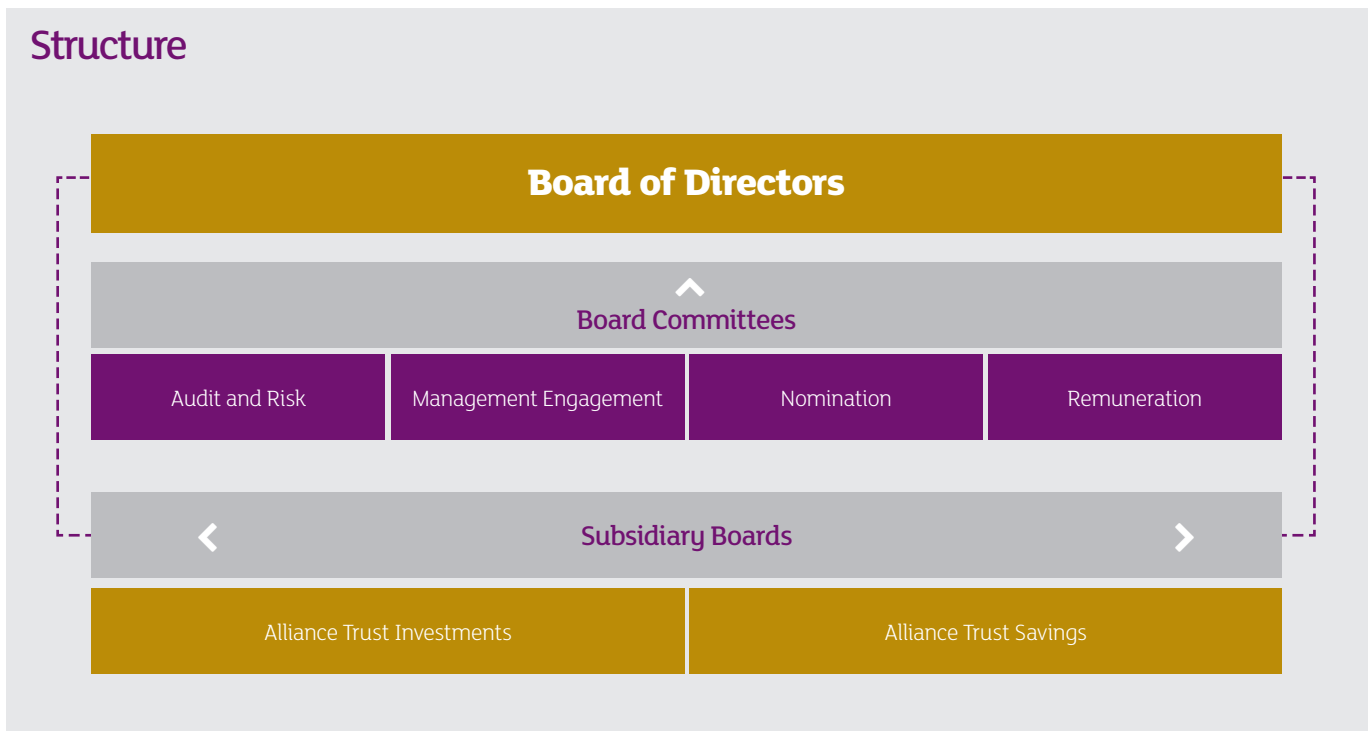 Structure
Board of Directors
Board Committees
Audit and Risk
Management Engagement
Nomination
Remuneration
Subsidiary Boards
Alliance Trust Investments
Alliance Trust Savings